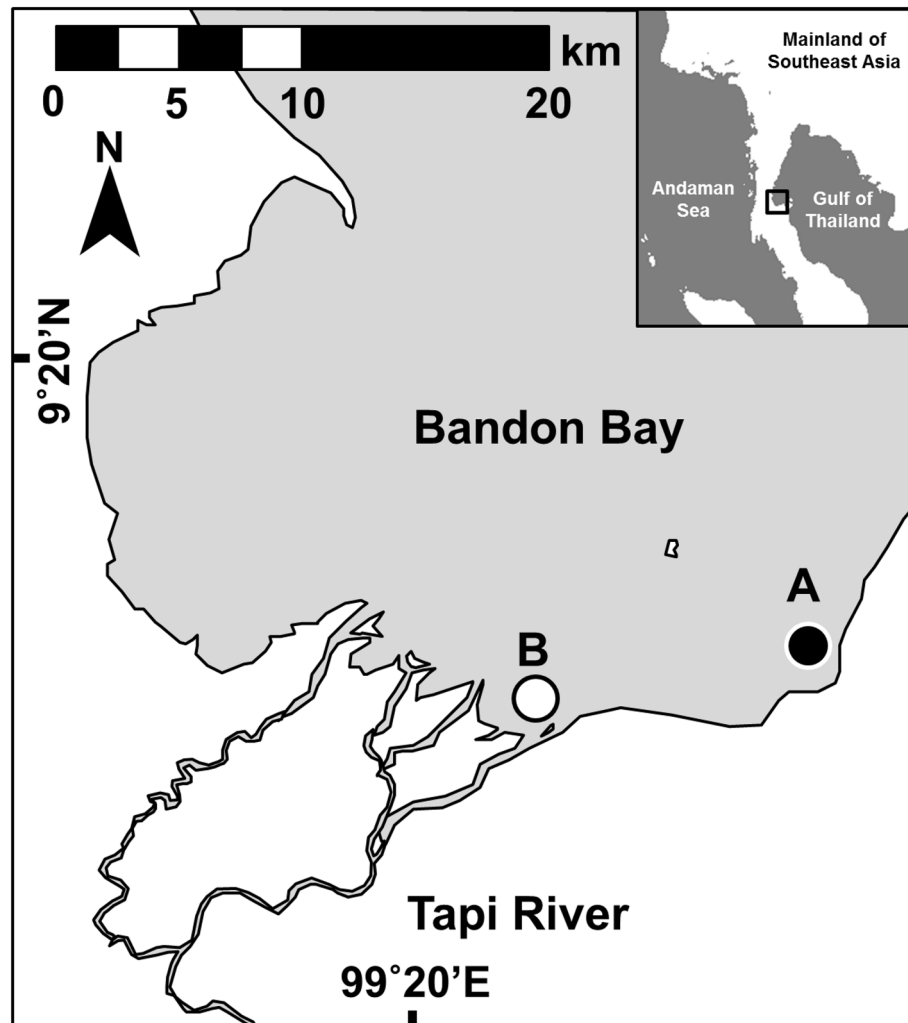 km
0 5 10 20
N
Mainland of
Southeast Asia
Andaman
Sea
Gulf of
Thailand
9˚20’N
Bandon Bay
A
B
Tapi River
99˚20’E